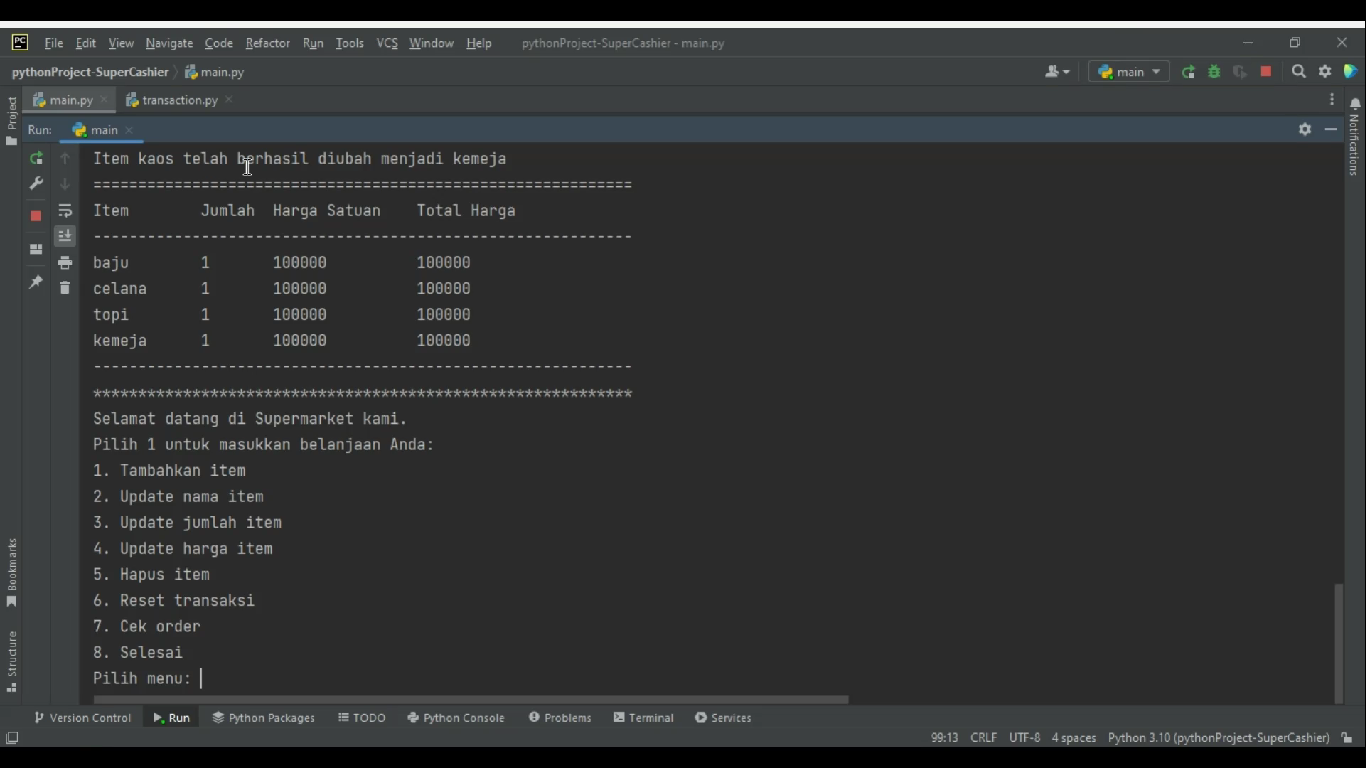 PC File Edit View Navigate Code Refactor Run Tools VCS Window Help pythonProject-SuperCashier - main.py
pythonProject-SuperCashier main.py main
main.py transaction.py
Run: main
Project
Notifications
Item kaos telah berhasil diubah menjadi kemeja
============================================================
Item Jumlah Harga Satuan Total Harga
------------------------------------------------------------
baju 1 100000 100000
celana 1 100000 100000
topi 1 100000 100000
kemeja 1 100000 100000
------------------------------------------------------------
************************************************************
Selamat datang di Supermarket kami.
Pilih 1 untuk masukkan belanjaan Anda:
1. Tambahkan item
2. Update nama item
3. Update jumlah item
4. Update harga item
5. Hapus item
6. Reset transaksi
7. Cek order
8. Selesai
Pilih menu:
Bookmarks
Structure
Version Control Run Python Packages TODO Python Console Problems Terminal Services
99:13 CRLF UTF-8 4 spaces Python 3.10 (pythonProject-SuperCashier)